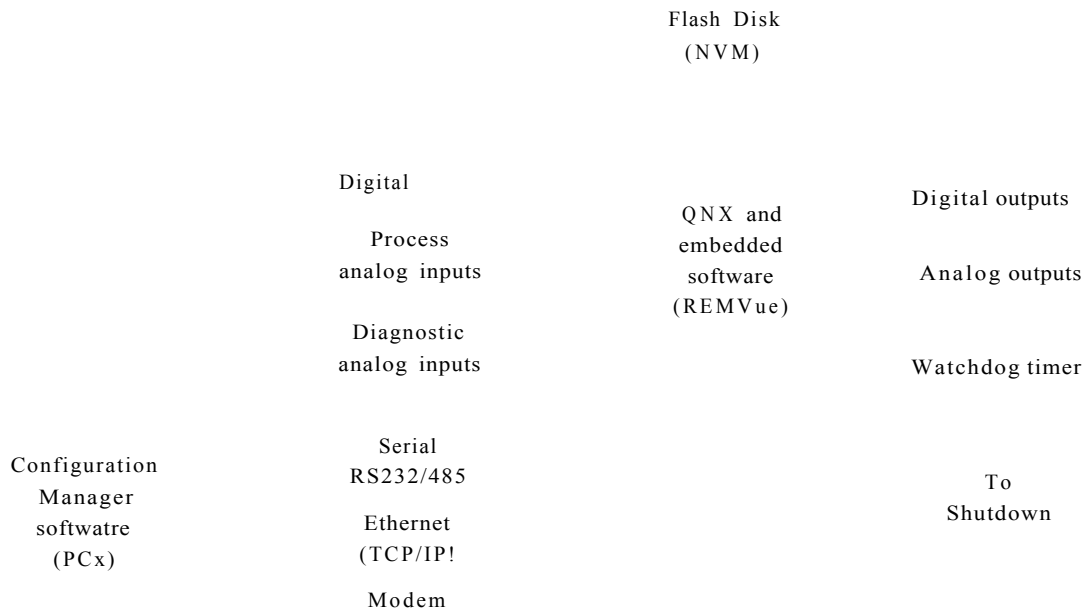 Flash Disk
(NVM)
Digital
Process
analog inputs
Diagnostic
analog inputs
QNX and
embedded
software
(REMVue)
Digital outputs
Analog outputs
Watchdog timer
Configuration
Manager
softwatre
(PCx)
Serial
RS232/485
Ethernet
(TCP/IP!
Modem
To
Shutdown